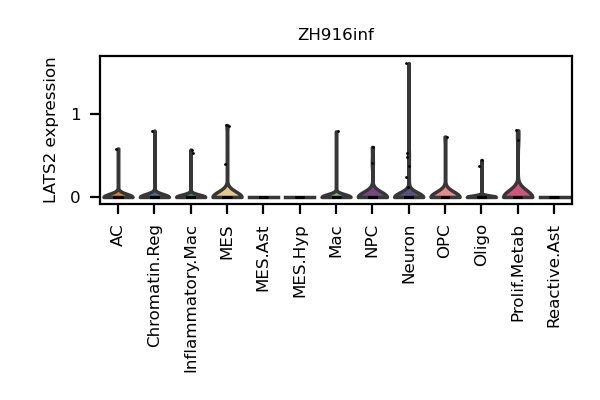 ZH916inf
LATS2 expression
1
0
AC
Chromatin.Reg
Inflammatory.Mac
MES
MES.Ast
MES.Hyp
Mac
NPC
Neuron
OPC
Oligo
Prolif.Metab
Reactive.Ast